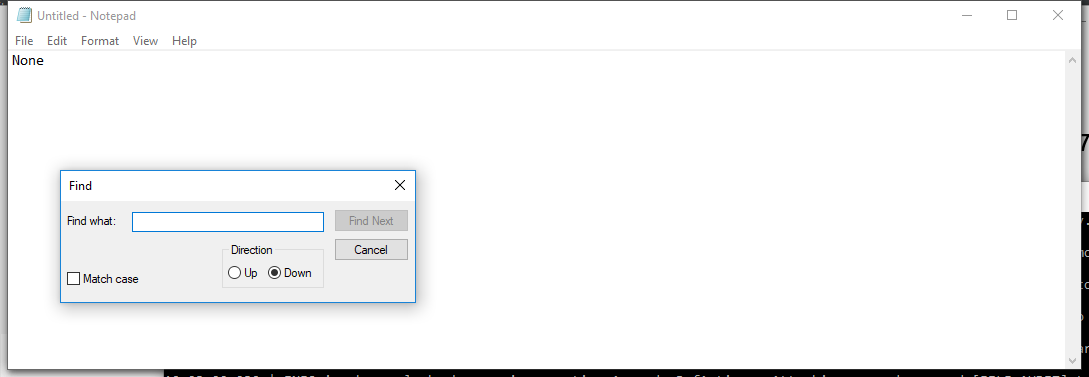 Untitled - Notepad
File Edit Format View Help
None
Find
Find what:
Find Next
Cancel
Direction
Up Down
Match case